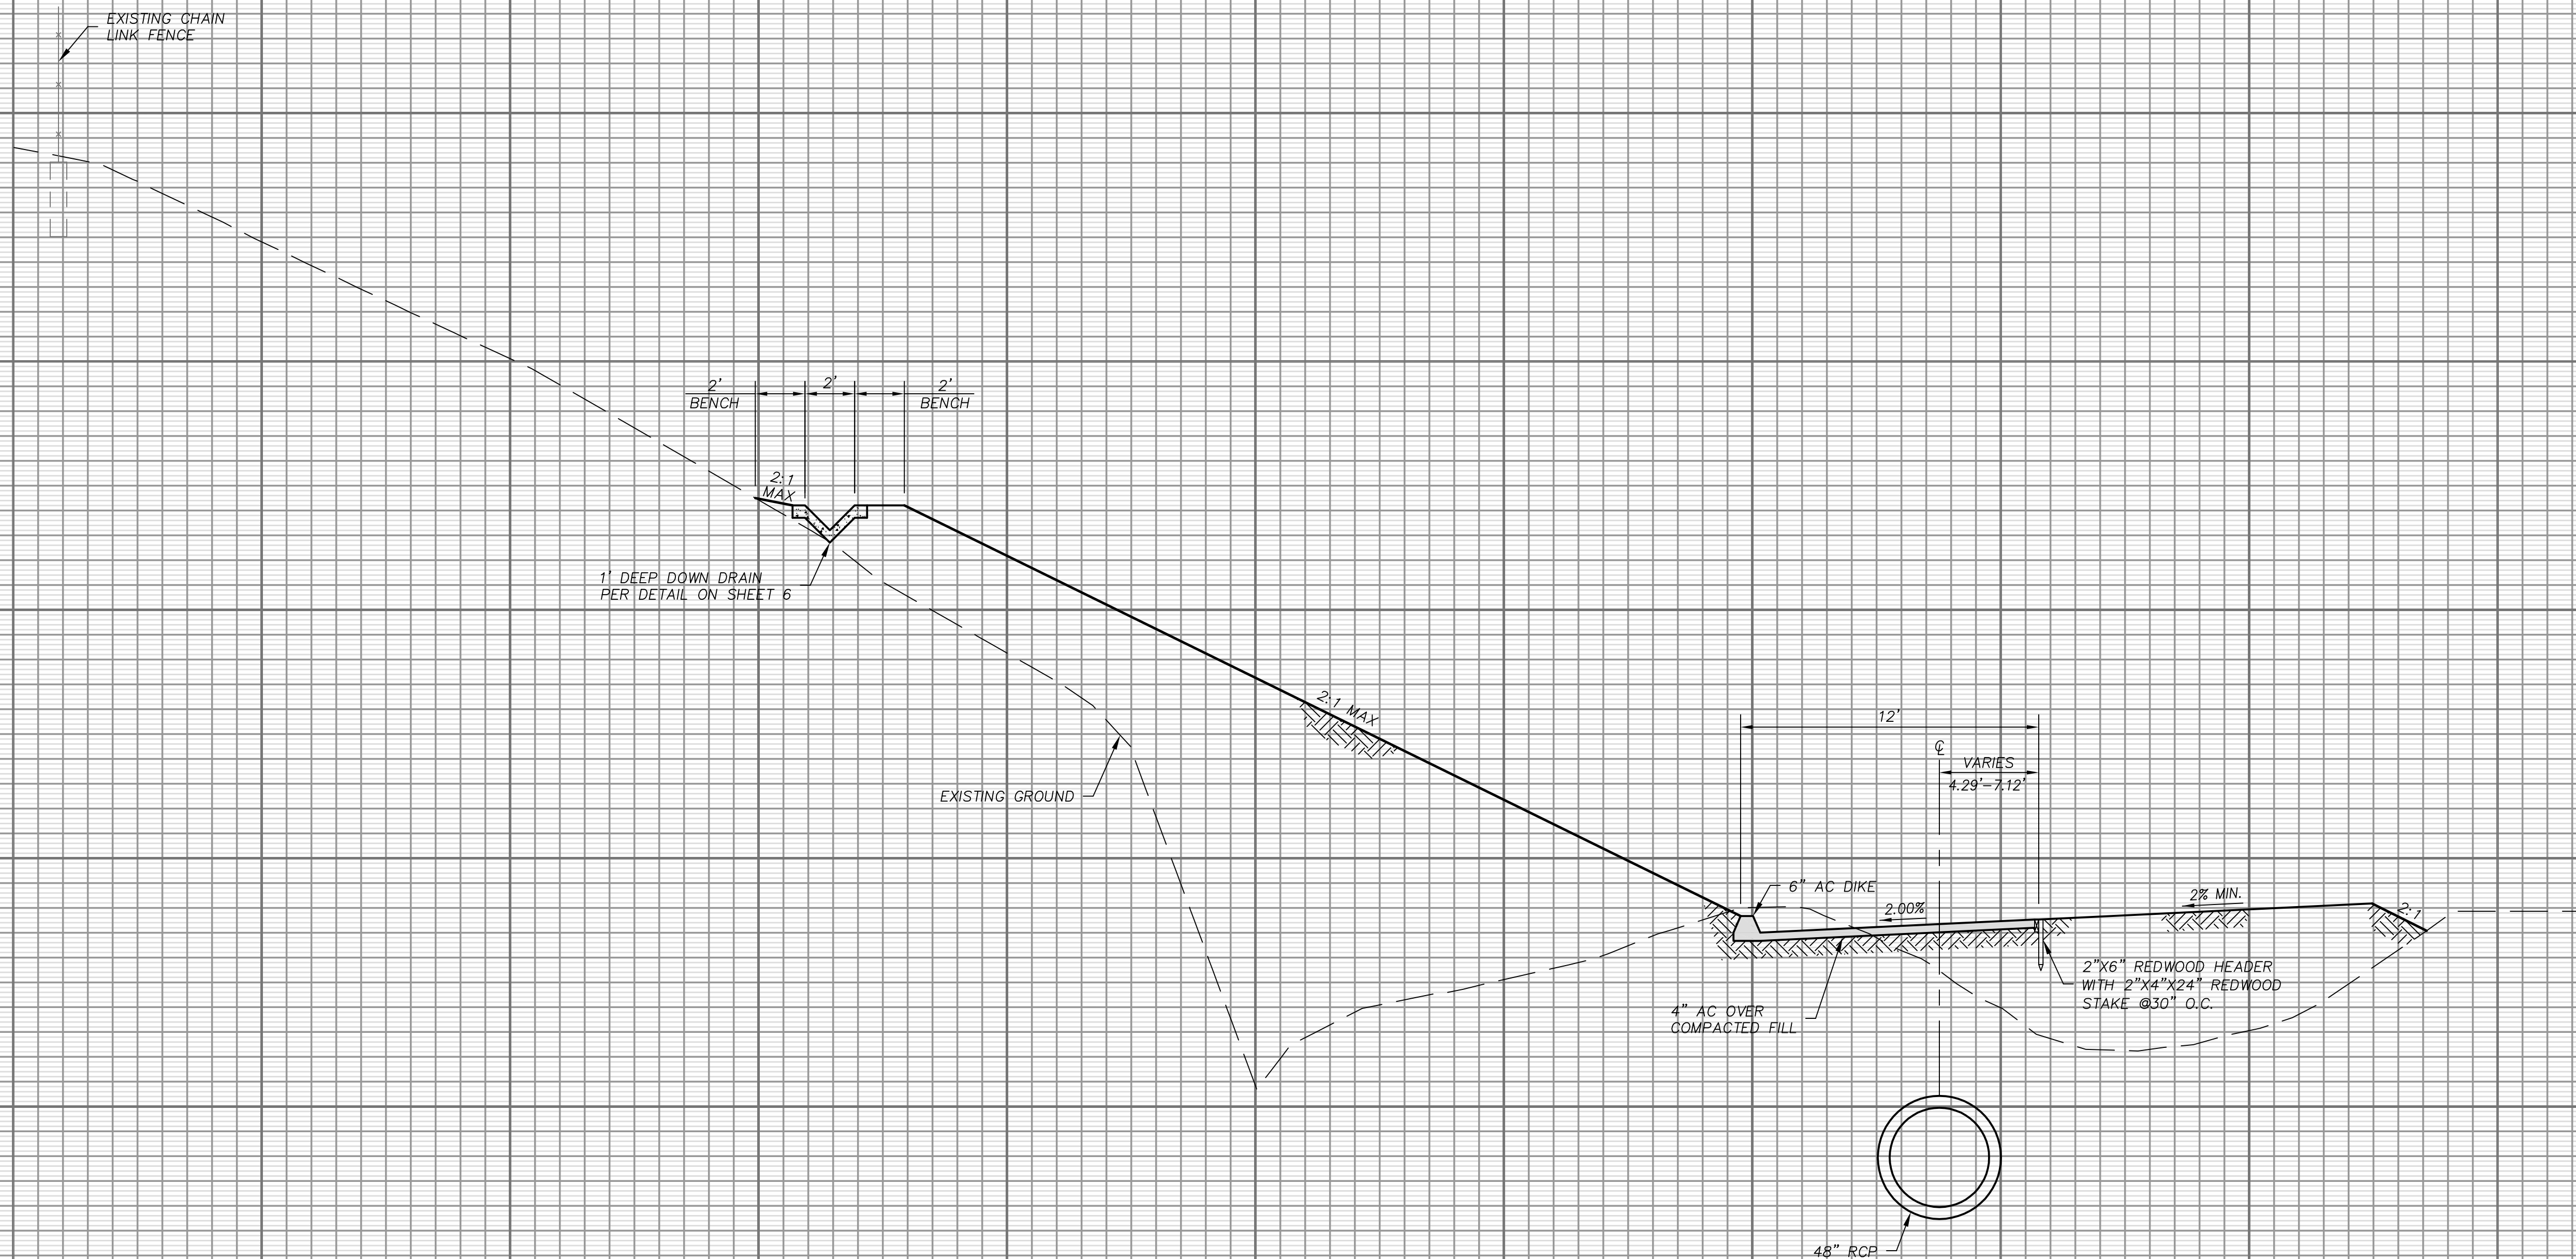 EXISTING CHAIN
LINK FENCE
2'
BENCH
2'
2'
BENCH
2:1
MAX
1' DEEP DOWN DRAIN
PER DETAIL ON SHEET 6
2:1 MAX
EXISTING GROUND
12'
℄
VARIES
4.29'-7.12'
6" AC DIKE
2.00%
2% MIN.
2:1
2"X6" REDWOOD HEADER
WITH 2"X4"X24" REDWOOD
STAKE @30" O.C.
4" AC OVER
COMPACTED FILL
48" RCP